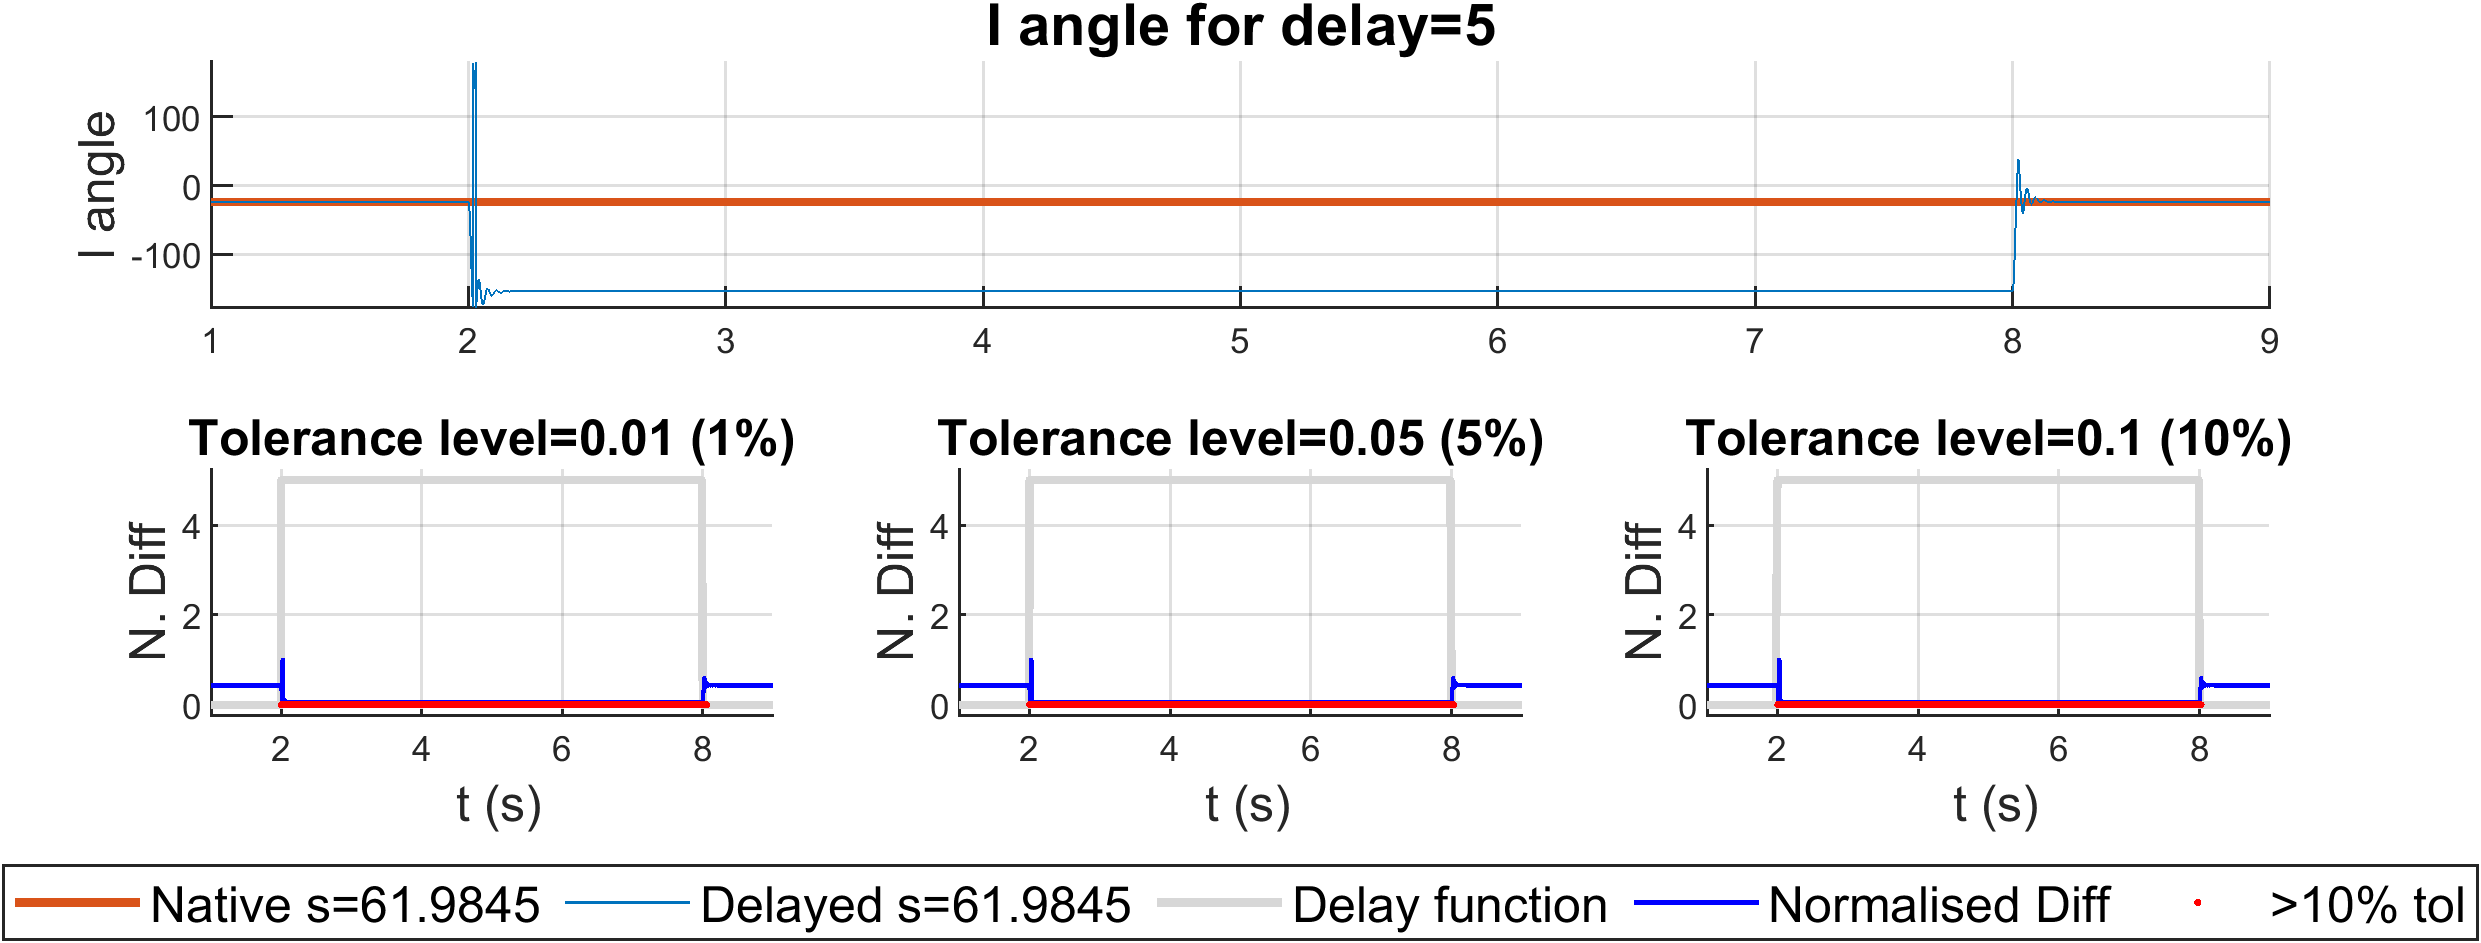 I angle for delay=5
I angle
100
0
-100
1 2 3 4 5 6 7 8 9
Tolerance level=0.01 (1%)
N. Diff
4
2
0
2 4 6 8
t (s)
Tolerance level=0.05 (5%)
N. Diff
4
2
0
2 4 6 8
t (s)
Tolerance level=0.1 (10%)
N. Diff
4
2
0
2 4 6 8
t (s)
Native s=61.9845 Delayed s=61.9845 Delay function Normalised Diff >10% tol